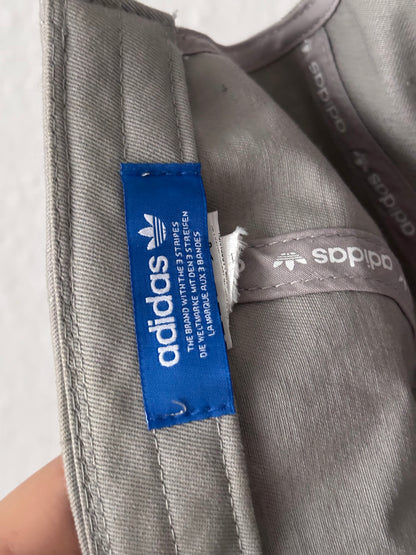 adidas
THE BRAND WITH THE 3 STRIPES
DIE WELTMARKE MIT DEN 3 STREIFEN
LA MARQUE AUX 3 BANDES
adidas
adidas
adidas